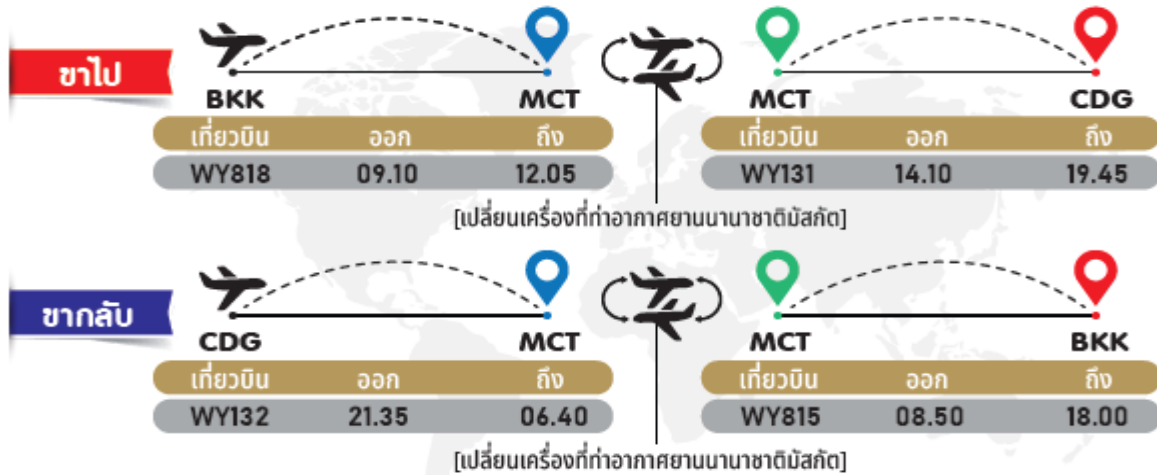 ขาไป
BKK MCT MCT CDG
เที่ยวบิน ออก ถึง เที่ยวบิน ออก ถึง
WY818 09.10 12.05 WY131 14.10 19.45
[เปลี่ยนเครื่องที่ท่าอากาศยานนานาชาติมัสกัต]
ขากลับ
CDG MCT MCT BKK
เที่ยวบิน ออก ถึง เที่ยวบิน ออก ถึง
WY132 21.35 06.40 WY815 08.50 18.00
[เปลี่ยนเครื่องที่ท่าอากาศยานนานาชาติมัสกัต]